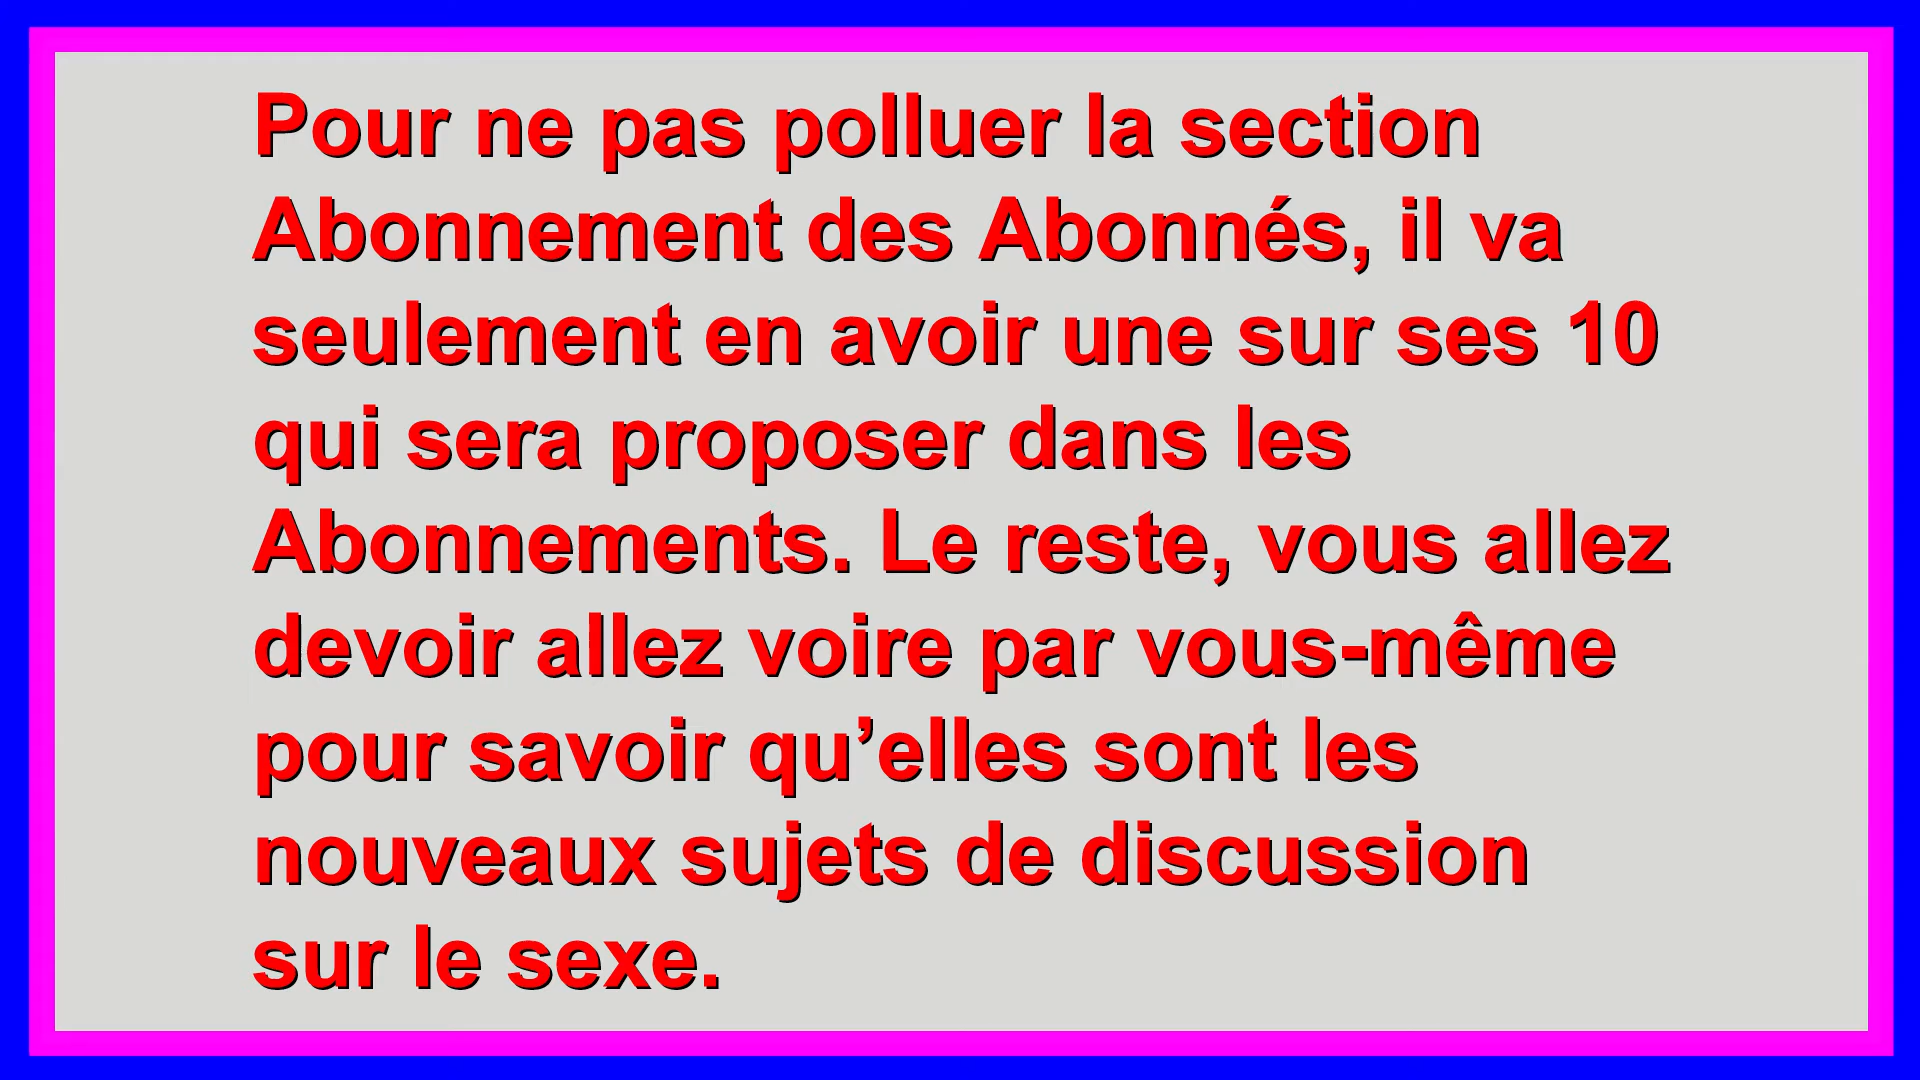 Pour ne pas polluer la section
Abonnement des Abonnés, il va
seulement en avoir une sur ses 10
qui sera proposer dans les
Abonnements. Le reste, vous allez
devoir allez voire par vous-même
pour savoir qu’elles sont les
nouveaux sujets de discussion
sur le sexe.